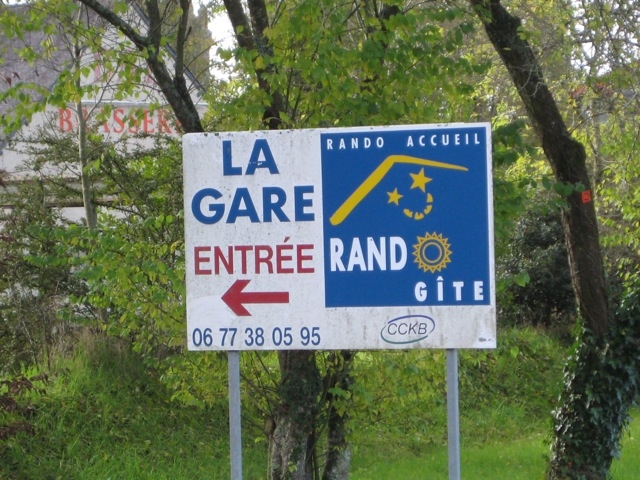 LA
GARE
ENTRÉE
06 77 38 05 95
RANDO ACCUEIL
RAND
GÎTE
CCKB